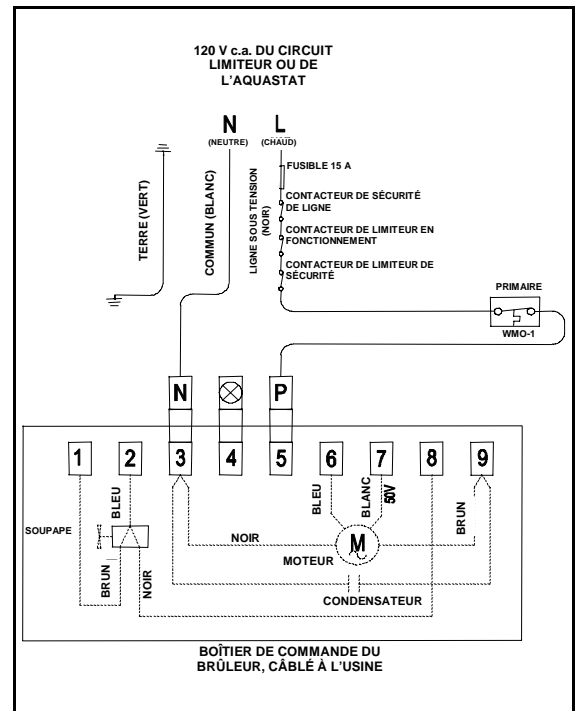 120 V c.a. DU CIRCUIT
LIMITEUR OU DE
L'AQUASTAT
N
(NEUTRE)
L
(CHAUD)
FUSIBLE 15 A
TERRE (VERT)
COMMUN (BLANC)
LIGNE SOUS TENSION
(NOIR)
CONTACTEUR DE SÉCURITÉ
DE LIGNE
CONTACTEUR DE LIMITEUR EN
FONCTIONNEMENT
CONTACTEUR DE LIMITEUR DE
SÉCURITÉ
PRIMAIRE
WMO-1
N
P
1
2
3
4
5
6
7
8
9
BLEU
BLEU
BLANC
50V
SOUPAPE
BRUN
NOIR
NOIR
M
MOTEUR
BRUN
CONDENSATEUR
BOÎTIER DE COMMANDE DU
BRÛLEUR, CÂBLÉ À L'USINE